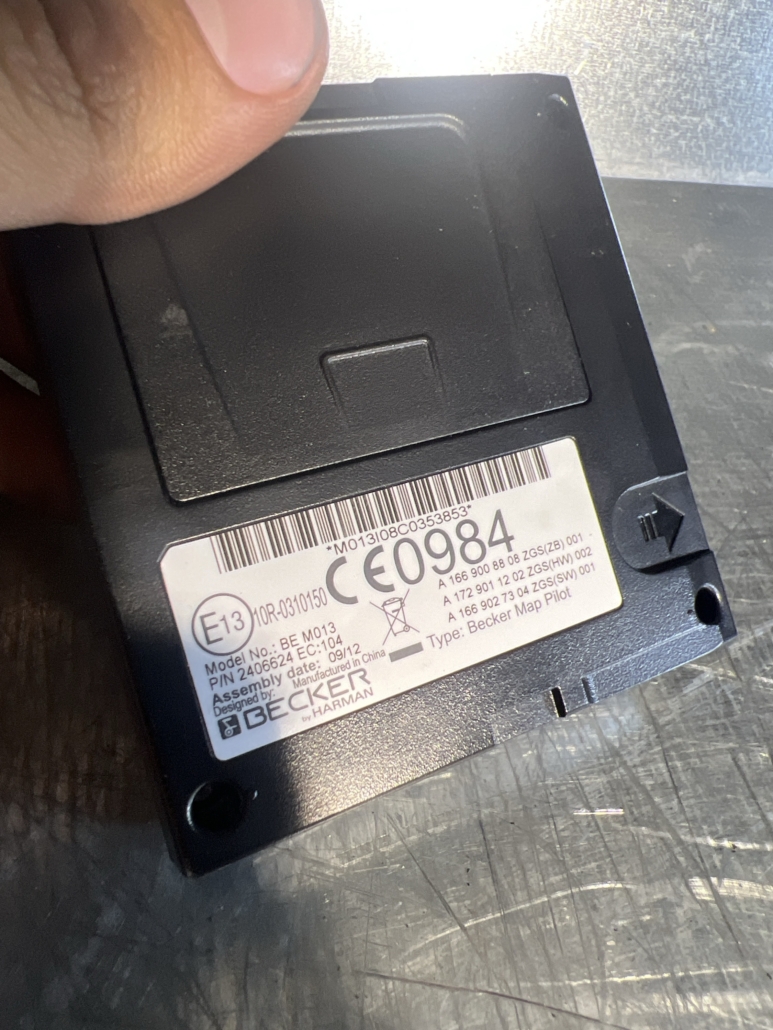 *M013I08C0353853*
CE0984
E13 10R-0310150
A 166 900 88 08 ZGS(ZB) 001
A 172 901 12 02 ZGS(HW) 002
A 166 902 73 04 ZGS(SW) 001
Type: Becker Map Pilot
Model No.: BE M013
P/N 2406624 EC:104
Assembly date: 09/12
Designed by: Manufactured in China
BECKER
by HARMAN